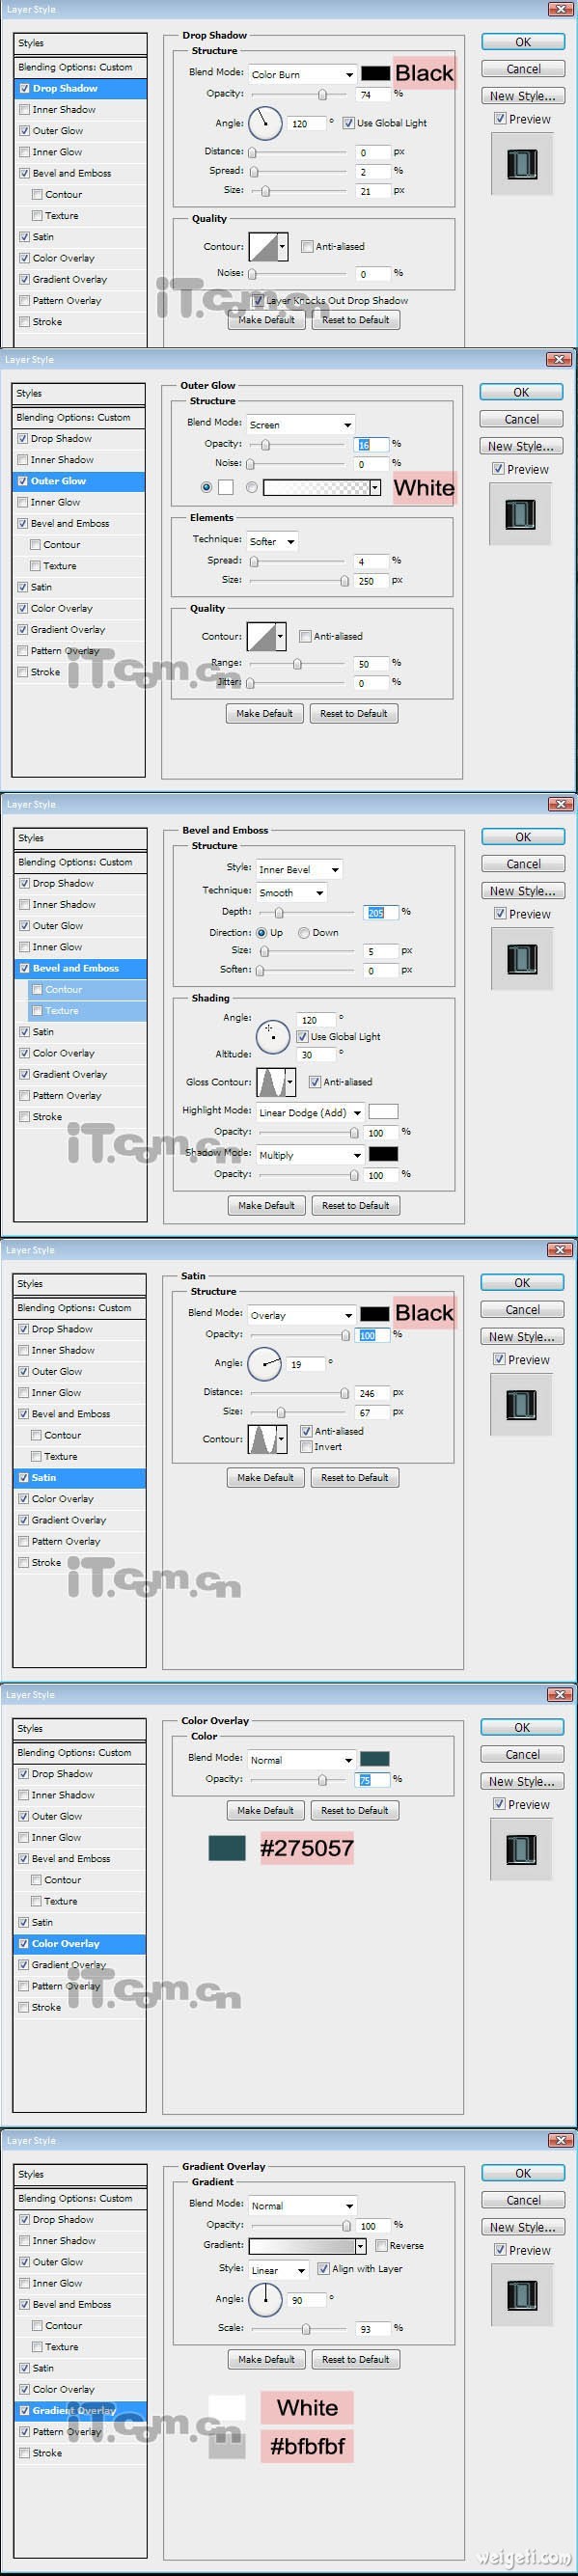 Layer Style
Styles
Blending Options: Custom
Drop Shadow
Inner Shadow
Outer Glow
Inner Glow
Bevel and Emboss
Contour
Texture
Satin
Color Overlay
Gradient Overlay
Pattern Overlay
Stroke
Drop Shadow
Structure
Blend Mode: Color Burn Black
Opacity: 74 %
Angle: 120 ° Use Global Light
Distance: 0 px
Spread: 2 %
Size: 21 px
Quality
Contour: Anti-aliased
Noise: 0 %
Layer Knocks Out Drop Shadow
Make Default Reset to Default
OK
Cancel
New Style...
Preview
iT.com.cn
Layer Style
Styles
Blending Options: Custom
Drop Shadow
Inner Shadow
Outer Glow
Inner Glow
Bevel and Emboss
Contour
Texture
Satin
Color Overlay
Gradient Overlay
Pattern Overlay
Stroke
Outer Glow
Structure
Blend Mode: Screen
Opacity: 16 %
Noise: 0 %
White
Elements
Technique: Softer
Spread: 4 %
Size: 250 px
Quality
Contour: Anti-aliased
Range: 50 %
Jitter: 0 %
Make Default Reset to Default
OK
Cancel
New Style...
Preview
iT.com.cn
Layer Style
Styles
Blending Options: Custom
Drop Shadow
Inner Shadow
Outer Glow
Inner Glow
Bevel and Emboss
Contour
Texture
Satin
Color Overlay
Gradient Overlay
Pattern Overlay
Stroke
Bevel and Emboss
Structure
Style: Inner Bevel
Technique: Smooth
Depth: 205 %
Direction: Up Down
Size: 5 px
Soften: 0 px
Shading
Angle: 120 °
Use Global Light
Altitude: 30 °
Gloss Contour: Anti-aliased
Highlight Mode: Linear Dodge (Add)
Opacity: 100 %
Shadow Mode: Multiply
Opacity: 100 %
Make Default Reset to Default
OK
Cancel
New Style...
Preview
iT.com.cn
Layer Style
Styles
Blending Options: Custom
Drop Shadow
Inner Shadow
Outer Glow
Inner Glow
Bevel and Emboss
Contour
Texture
Satin
Color Overlay
Gradient Overlay
Pattern Overlay
Stroke
Satin
Structure
Blend Mode: Overlay Black
Opacity: 100 %
Angle: 19 °
Distance: 246 px
Size: 67 px
Contour: Anti-aliased
Invert
Make Default Reset to Default
OK
Cancel
New Style...
Preview
iT.com.cn
Layer Style
Styles
Blending Options: Custom
Drop Shadow
Inner Shadow
Outer Glow
Inner Glow
Bevel and Emboss
Contour
Texture
Satin
Color Overlay
Gradient Overlay
Pattern Overlay
Stroke
Color Overlay
Color
Blend Mode: Normal
Opacity: 75 %
Make Default Reset to Default
#275057
OK
Cancel
New Style...
Preview
iT.com.cn
Layer Style
Styles
Blending Options: Custom
Drop Shadow
Inner Shadow
Outer Glow
Inner Glow
Bevel and Emboss
Contour
Texture
Satin
Color Overlay
Gradient Overlay
Pattern Overlay
Stroke
Gradient Overlay
Gradient
Blend Mode: Normal
Opacity: 100 %
Gradient: Reverse
Style: Linear Align with Layer
Angle: 90 °
Scale: 93 %
Make Default Reset to Default
White
#bfbfbf
OK
Cancel
New Style...
Preview
iT.com.cn
weigeti.com